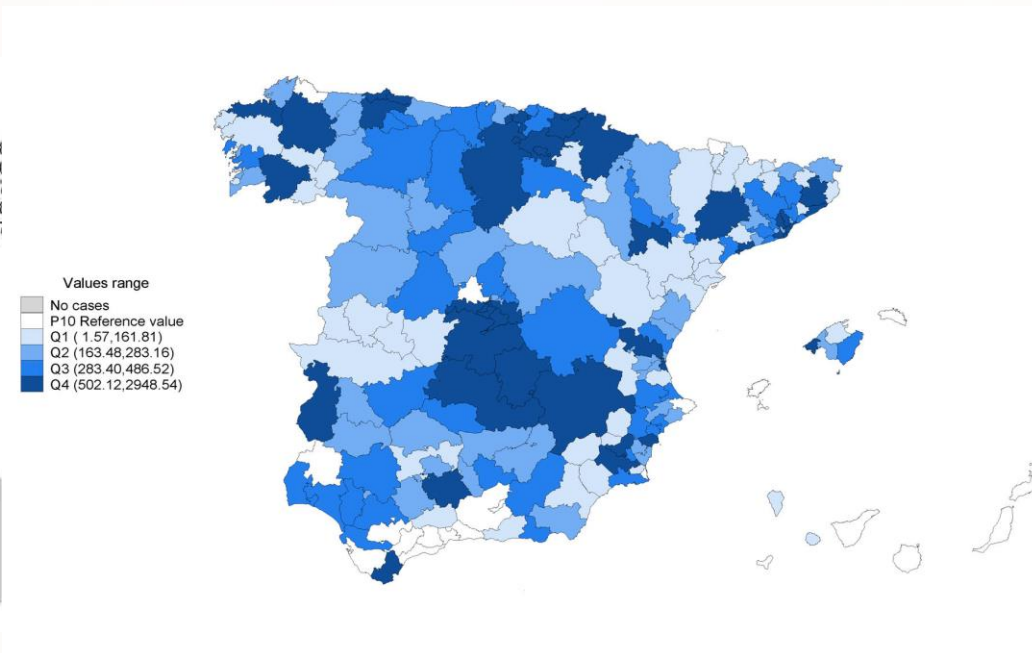 Values range
No cases
P10 Reference value
Q1 ( 1.57,161.81)
Q2 (163.48,283.16)
Q3 (283.40,486.52)
Q4 (502.12,2948.54)